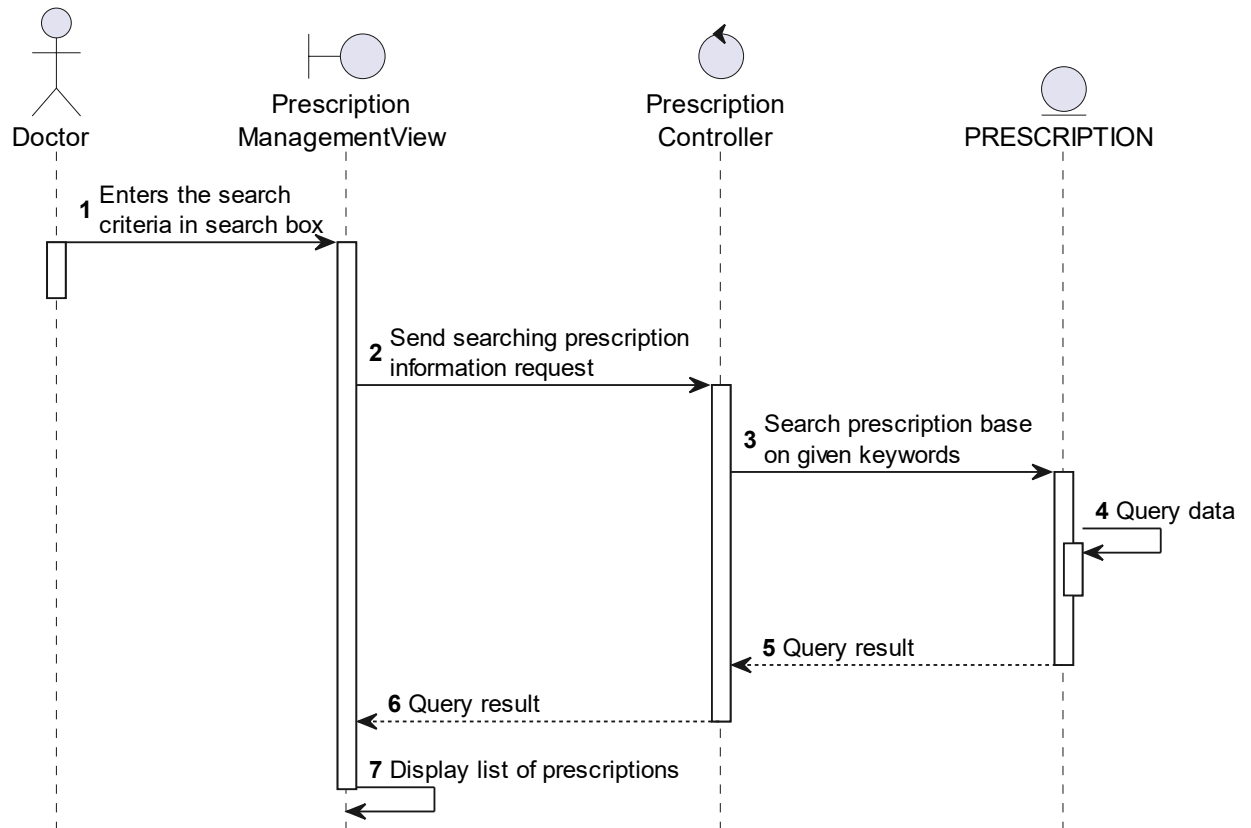 Doctor
Prescription
ManagementView
Prescription
Controller
PRESCRIPTION
1 Enters the search
criteria in search box
2 Send searching prescription
information request
3 Search prescription base
on given keywords
4 Query data
5 Query result
6 Query result
7 Display list of prescriptions